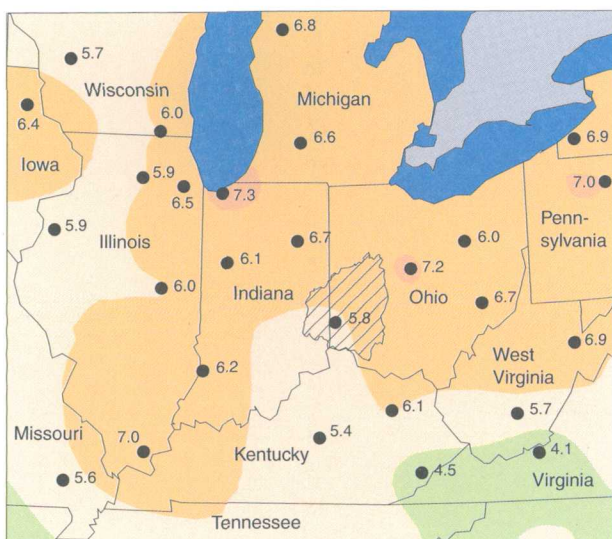 6.8
5.7
Wisconsin
Michigan
6.4
6.0
6.6
6.9
Iowa
5.9
6.5
7.3
7.0
Penn-
sylvania
5.9
Illinois
6.7
6.0
6.1
7.2
6.0
Indiana
Ohio
6.7
5.8
6.9
6.2
West
Virginia
6.1
5.7
Missouri
7.0
5.4
Kentucky
4.1
5.6
4.5
Virginia
Tennessee